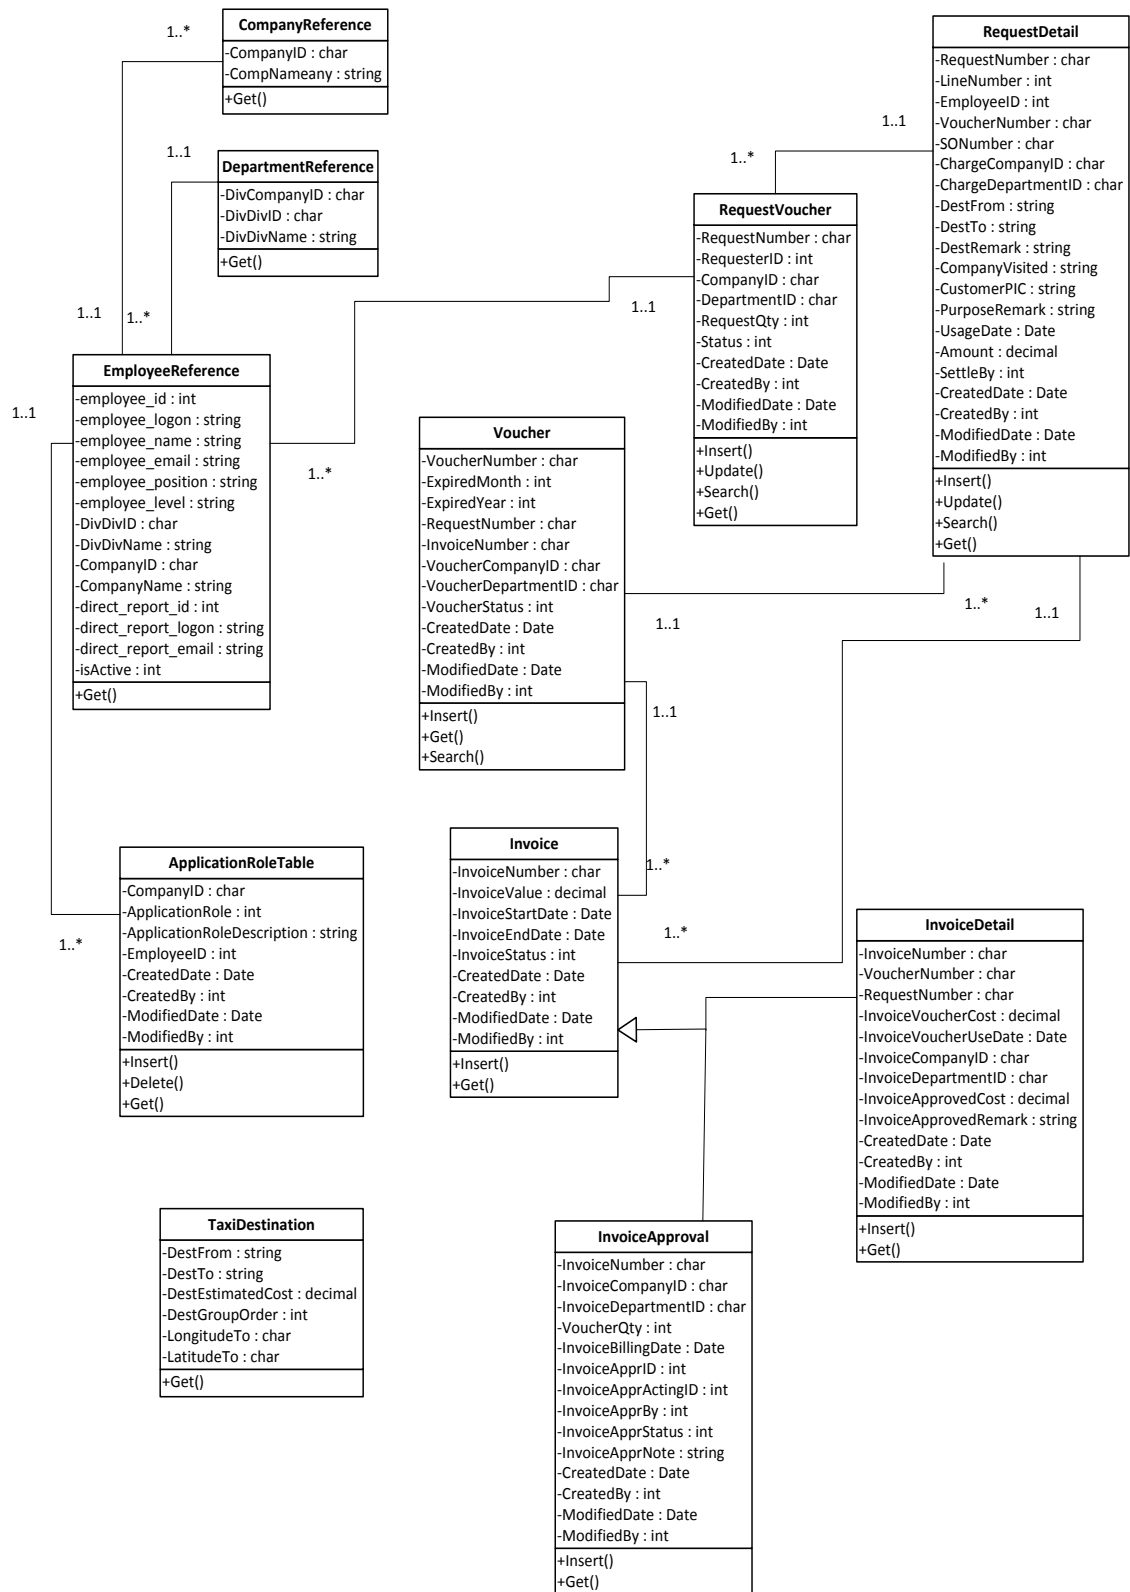 CompanyReference
-CompanyID : char
-CompNameany : string
+Get()
1..*
1..1
DepartmentReference
-DivCompanyID : char
-DivDivID : char
-DivDivName : string
+Get()
1..1
1..*
RequestDetail
-RequestNumber : char
-LineNumber : int
-EmployeeID : int
-VoucherNumber : char
-SONumber : char
-ChargeCompanyID : char
-ChargeDepartmentID : char
-DestFrom : string
-DestTo : string
-DestRemark : string
-CompanyVisited : string
-CustomerPIC : string
-PurposeRemark : string
-UsageDate : Date
-Amount : decimal
-SettleBy : int
-CreatedDate : Date
-CreatedBy : int
-ModifiedDate : Date
-ModifiedBy : int
+Insert()
+Update()
+Search()
+Get()
1..1
1..*
RequestVoucher
-RequestNumber : char
-RequesterID : int
-CompanyID : char
-DepartmentID : char
-RequestQty : int
-Status : int
-CreatedDate : Date
-CreatedBy : int
-ModifiedDate : Date
-ModifiedBy : int
+Insert()
+Update()
+Search()
+Get()
1..1
1..*
EmployeeReference
-employee_id : int
-employee_logon : string
-employee_name : string
-employee_email : string
-employee_position : string
-employee_level : string
-DivDivID : char
-DivDivName : string
-CompanyID : char
-CompanyName : string
-direct_report_id : int
-direct_report_logon : string
-direct_report_email : string
-isActive : int
+Get()
1..1
1..*
Voucher
-VoucherNumber : char
-ExpiredMonth : int
-ExpiredYear : int
-RequestNumber : char
-InvoiceNumber : char
-VoucherCompanyID : char
-VoucherDepartmentID : char
-VoucherStatus : int
-CreatedDate : Date
-CreatedBy : int
-ModifiedDate : Date
-ModifiedBy : int
+Insert()
+Get()
+Search()
1..1
1..*
1..1
1..1
1..*
1..*
ApplicationRoleTable
-CompanyID : char
-ApplicationRole : int
-ApplicationRoleDescription : string
-EmployeeID : int
-CreatedDate : Date
-CreatedBy : int
-ModifiedDate : Date
-ModifiedBy : int
+Insert()
+Delete()
+Get()
Invoice
-InvoiceNumber : char
-InvoiceValue : decimal
-InvoiceStartDate : Date
-InvoiceEndDate : Date
-InvoiceStatus : int
-CreatedDate : Date
-CreatedBy : int
-ModifiedDate : Date
-ModifiedBy : int
+Insert()
+Get()
InvoiceDetail
-InvoiceNumber : char
-VoucherNumber : char
-RequestNumber : char
-InvoiceVoucherCost : decimal
-InvoiceVoucherUseDate : Date
-InvoiceCompanyID : char
-InvoiceDepartmentID : char
-InvoiceApprovedCost : decimal
-InvoiceApprovedRemark : string
-CreatedDate : Date
-CreatedBy : int
-ModifiedDate : Date
-ModifiedBy : int
+Insert()
+Get()
TaxiDestination
-DestFrom : string
-DestTo : string
-DestEstimatedCost : decimal
-DestGroupOrder : int
-LongitudeTo : char
-LatitudeTo : char
+Get()
InvoiceApproval
-InvoiceNumber : char
-InvoiceCompanyID : char
-InvoiceDepartmentID : char
-VoucherQty : int
-InvoiceBillingDate : Date
-InvoiceApprID : int
-InvoiceApprActingID : int
-InvoiceApprBy : int
-InvoiceApprStatus : int
-InvoiceApprNote : string
-CreatedDate : Date
-CreatedBy : int
-ModifiedDate : Date
-ModifiedBy : int
+Insert()
+Get()